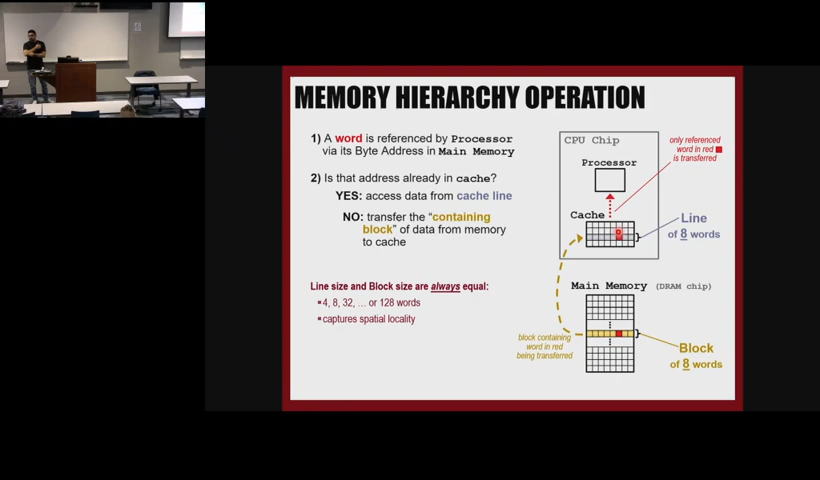 MEMORY HIERARCHY OPERATION
1) A word is referenced by Processor
via its Byte Address in Main Memory
2) Is that address already in cache?
YES: access data from cache line
NO: transfer the "containing
block" of data from memory
to cache
Line size and Block size are always equal:
▪4, 8, 32, ... or 128 words
▪captures spatial locality
CPU Chip
Processor
Cache
only referenced
word in red
is transferred
Line
of 8 words
Main Memory (DRAM chip)
block containing
word in red
being transferred
Block
of 8 words